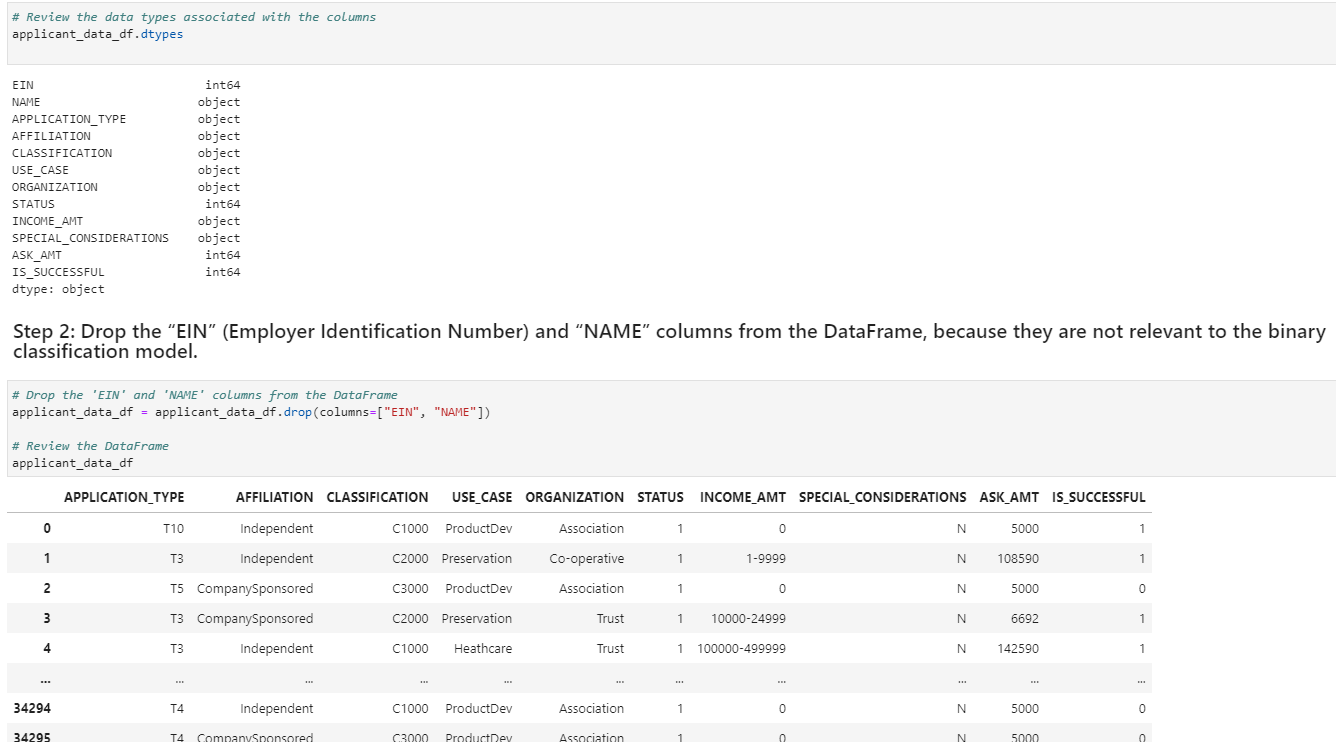 # Review the data types associated with the columns
applicant_data_df.dtypes
EIN int64
NAME object
APPLICATION_TYPE object
AFFILIATION object
CLASSIFICATION object
USE_CASE object
ORGANIZATION object
STATUS int64
INCOME_AMT object
SPECIAL_CONSIDERATIONS object
ASK_AMT int64
IS_SUCCESSFUL int64
dtype: object
Step 2: Drop the “EIN” (Employer Identification Number) and “NAME” columns from the DataFrame, because they are not relevant to the binary
classification model.
# Drop the 'EIN' and 'NAME' columns from the DataFrame
applicant_data_df = applicant_data_df.drop(columns=["EIN", "NAME"])
# Review the DataFrame
applicant_data_df
APPLICATION_TYPE AFFILIATION CLASSIFICATION USE_CASE ORGANIZATION STATUS INCOME_AMT SPECIAL_CONSIDERATIONS ASK_AMT IS_SUCCESSFUL
0 T10 Independent C1000 ProductDev Association 1 0 N 5000 1
1 T3 Independent C2000 Preservation Co-operative 1 1-9999 N 108590 1
2 T5 CompanySponsored C3000 ProductDev Association 1 0 N 5000 0
3 T3 CompanySponsored C2000 Preservation Trust 1 10000-24999 N 6692 1
4 T3 Independent C1000 Heathcare Trust 1 100000-499999 N 142590 1
... ... ... ... ... ... ... ... ... ... ...
34294 T4 Independent C1000 ProductDev Association 1 0 N 5000 0
34295 T4 CompanySponsored C3000 ProductDev Association 1 0 N 5000 0